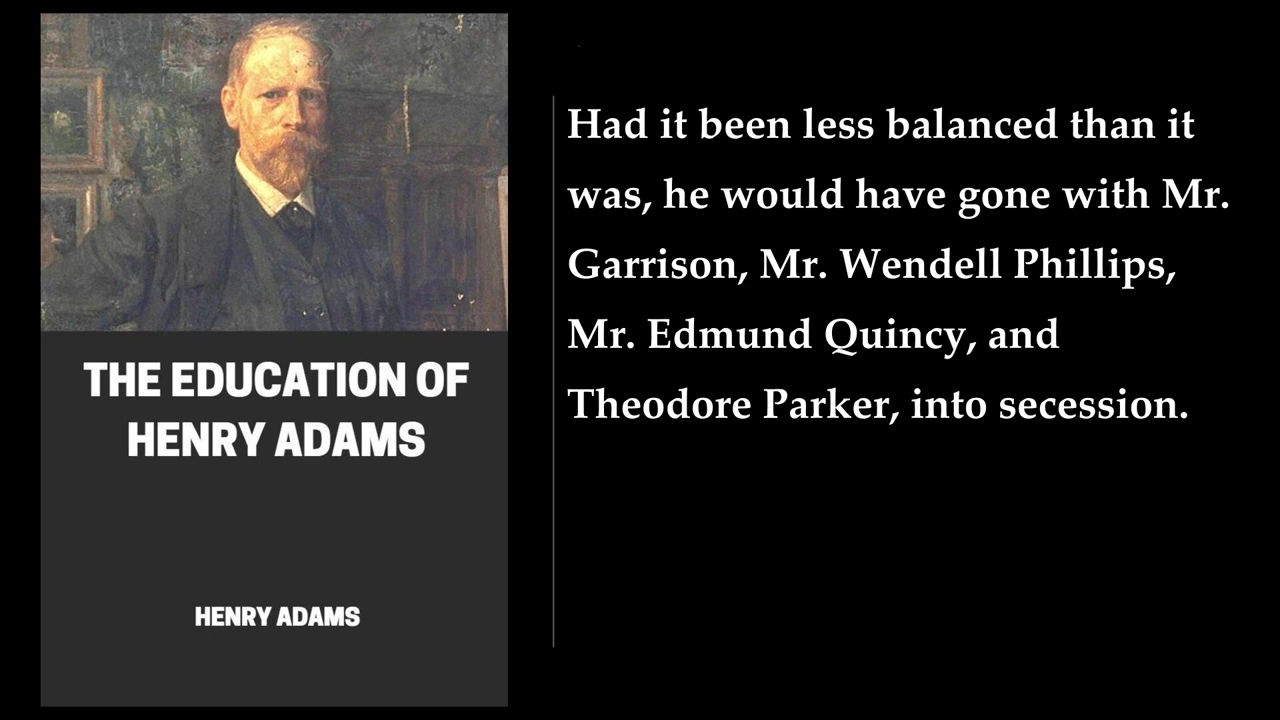 THE EDUCATION OF
HENRY ADAMS
HENRY ADAMS
Had it been less balanced than it
was, he would have gone with Mr.
Garrison, Mr. Wendell Phillips,
Mr. Edmund Quincy, and
Theodore Parker, into secession.